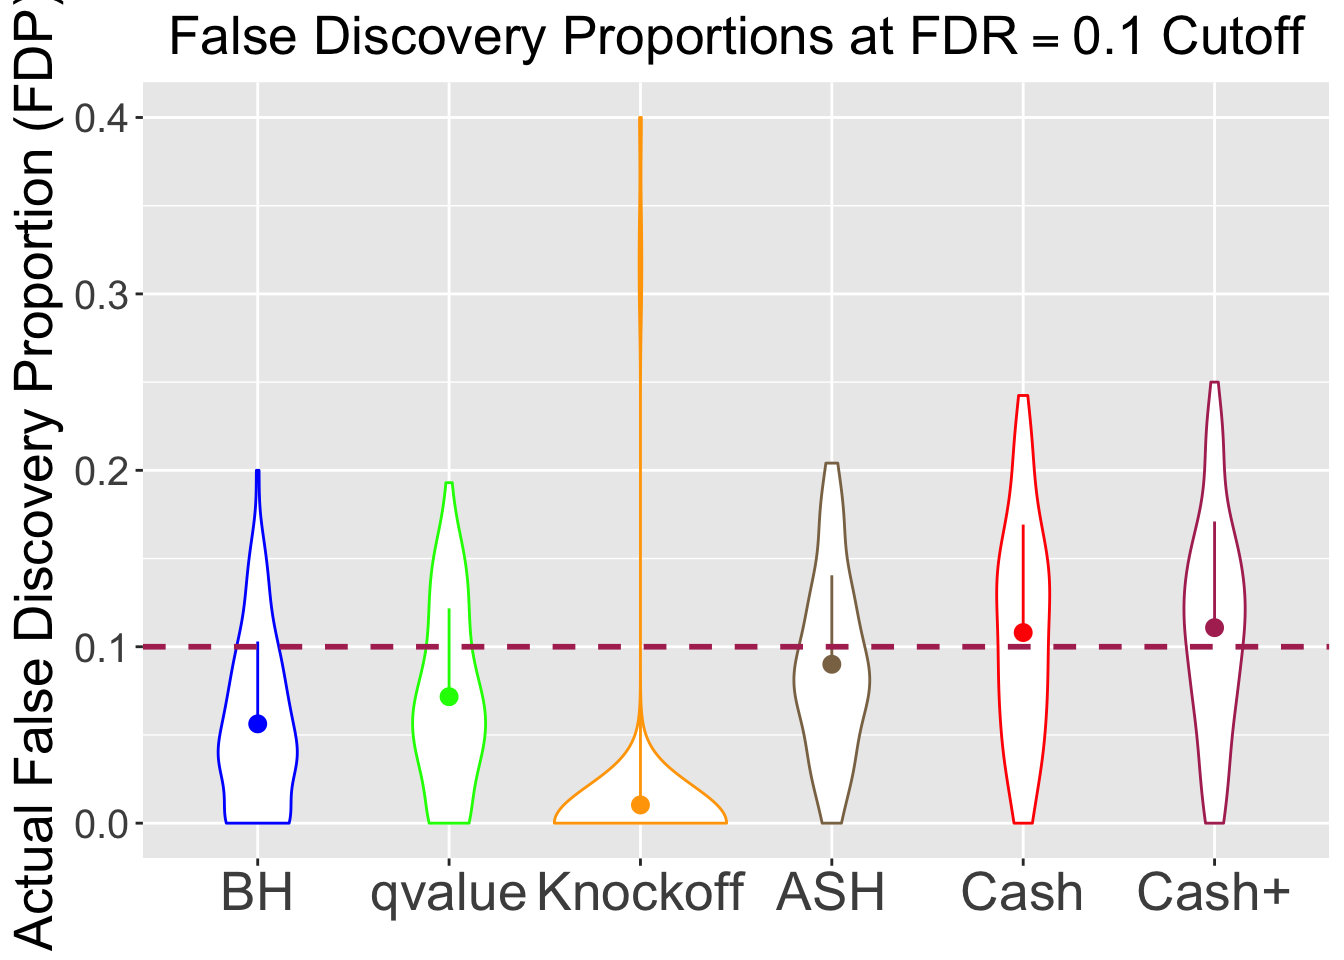 False Discovery Proportions at FDR = 0.1 Cutoff
Actual False Discovery Proportion (FDP)
0.4
0.3
0.2
0.1
0.0
BH qvalue Knockoff ASH Cash Cash+